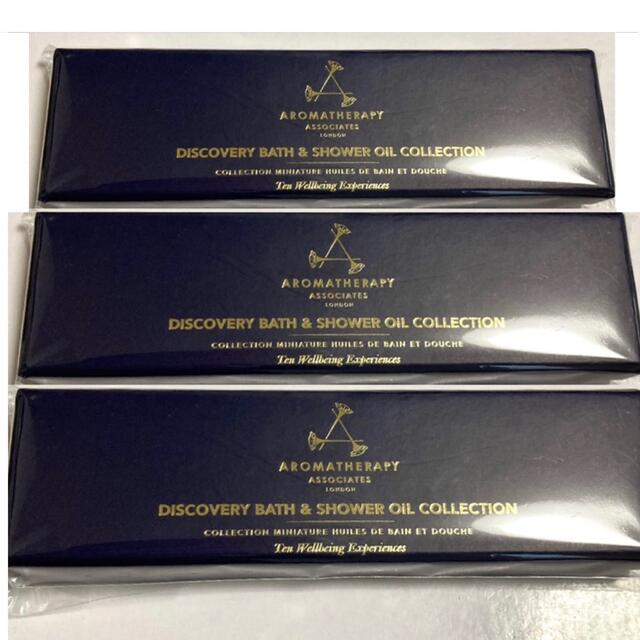 AROMATHERAPY
ASSOCIATES
LONDON
DISCOVERY BATH & SHOWER OiL COLLECTION
COLLECTION MINIATURE HUILES DE BAIN ET DOUCHE
Ten Wellbeing Experiences
AROMATHERAPY
ASSOCIATES
LONDON
DISCOVERY BATH & SHOWER OiL COLLECTION
COLLECTION MINIATURE HUILES DE BAIN ET DOUCHE
Ten Wellbeing Experiences
AROMATHERAPY
ASSOCIATES
LONDON
DISCOVERY BATH & SHOWER OiL COLLECTION
COLLECTION MINIATURE HUILES DE BAIN ET DOUCHE
Ten Wellbeing Experiences